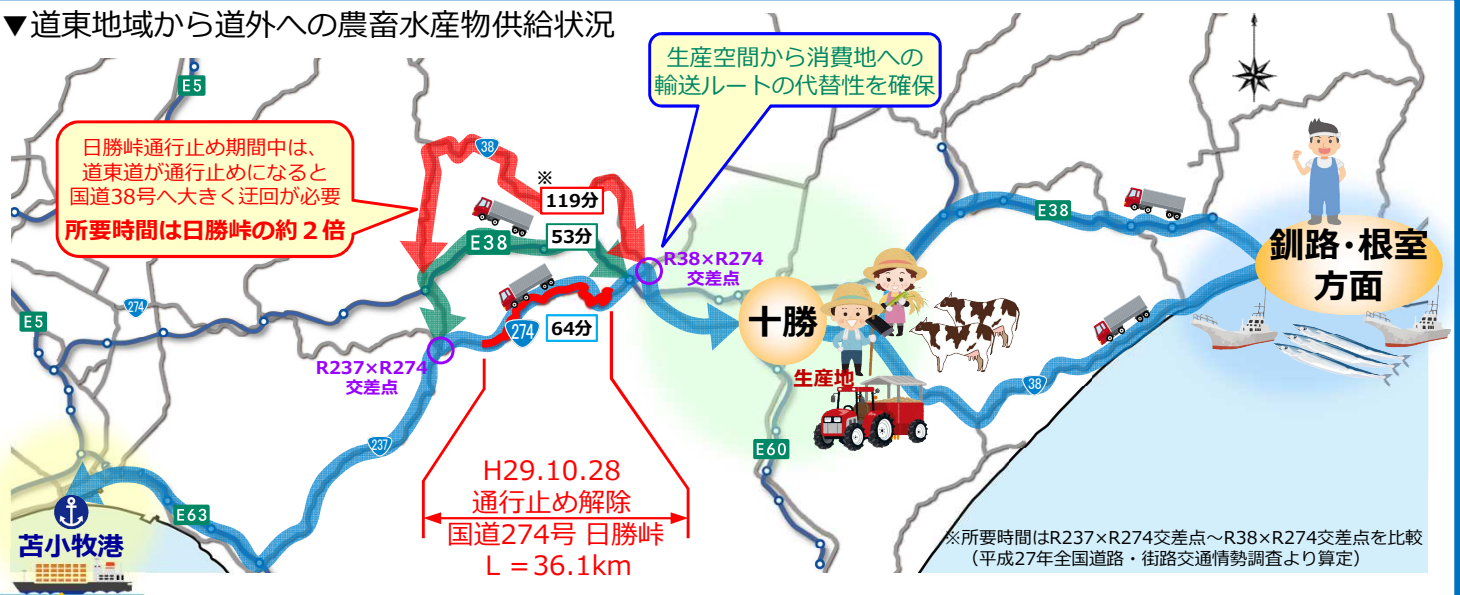 ▼道東地域から道外への農畜水産物供給状況
生産空間から消費地への
輸送ルートの代替性を確保
E5
日勝峠通行止め期間中は、
道東道が通行止めになると
国道38号へ大きく迂回が必要
所要時間は日勝峠の約２倍
38
※
119分
53分
E38
E38
R38×R274
交差点
釧路・根室
方面
274
E5
274
64分
十勝
R237×R274
交差点
生産地
38
237
E60
H29.10.28
通行止め解除
国道274号 日勝峠
L＝36.1km
E63
苫小牧港
※所要時間はR237×R274交差点～R38×R274交差点を比較
（平成27年全国道路・街路交通情勢調査より算定）